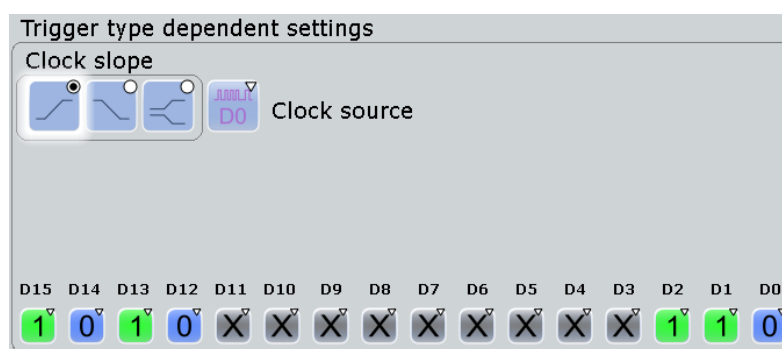 Trigger type dependent settings
Clock slope
D0 Clock source
D15 D14 D13 D12 D11 D10 D9 D8 D7 D6 D5 D4 D3 D2 D1 D0
1 0 1 0 X X X X X X X X X 1 1 0